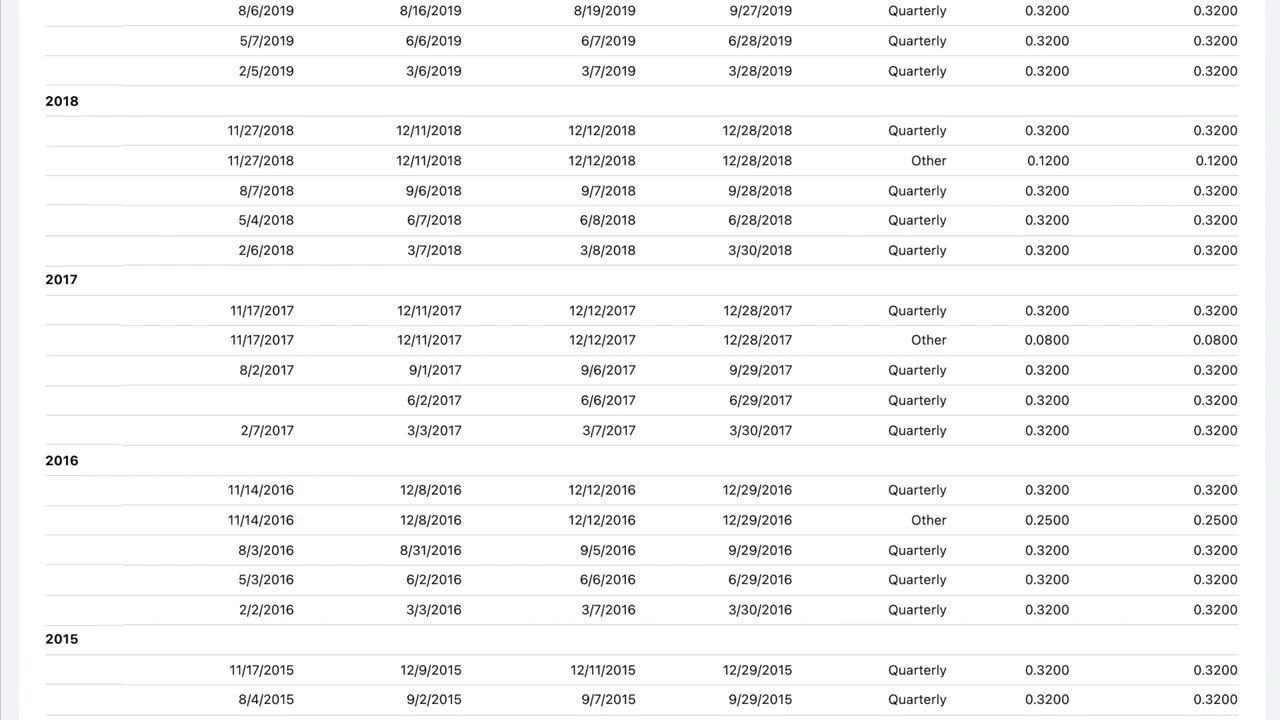 8/6/2019 8/16/2019 8/19/2019 9/27/2019 Quarterly 0.3200 0.3200
5/7/2019 6/6/2019 6/7/2019 6/28/2019 Quarterly 0.3200 0.3200
2/5/2019 3/6/2019 3/7/2019 3/28/2019 Quarterly 0.3200 0.3200
2018
11/27/2018 12/11/2018 12/12/2018 12/28/2018 Quarterly 0.3200 0.3200
11/27/2018 12/11/2018 12/12/2018 12/28/2018 Other 0.1200 0.1200
8/7/2018 9/6/2018 9/7/2018 9/28/2018 Quarterly 0.3200 0.3200
5/4/2018 6/7/2018 6/8/2018 6/28/2018 Quarterly 0.3200 0.3200
2/6/2018 3/7/2018 3/8/2018 3/30/2018 Quarterly 0.3200 0.3200
2017
11/17/2017 12/11/2017 12/12/2017 12/28/2017 Quarterly 0.3200 0.3200
11/17/2017 12/11/2017 12/12/2017 12/28/2017 Other 0.0800 0.0800
8/2/2017 9/1/2017 9/6/2017 9/29/2017 Quarterly 0.3200 0.3200
6/2/2017 6/6/2017 6/29/2017 Quarterly 0.3200 0.3200
2/7/2017 3/3/2017 3/7/2017 3/30/2017 Quarterly 0.3200 0.3200
2016
11/14/2016 12/8/2016 12/12/2016 12/29/2016 Quarterly 0.3200 0.3200
11/14/2016 12/8/2016 12/12/2016 12/29/2016 Other 0.2500 0.2500
8/3/2016 8/31/2016 9/5/2016 9/29/2016 Quarterly 0.3200 0.3200
5/3/2016 6/2/2016 6/6/2016 6/29/2016 Quarterly 0.3200 0.3200
2/2/2016 3/3/2016 3/7/2016 3/30/2016 Quarterly 0.3200 0.3200
2015
11/17/2015 12/9/2015 12/11/2015 12/29/2015 Quarterly 0.3200 0.3200
8/4/2015 9/2/2015 9/7/2015 9/29/2015 Quarterly 0.3200 0.3200